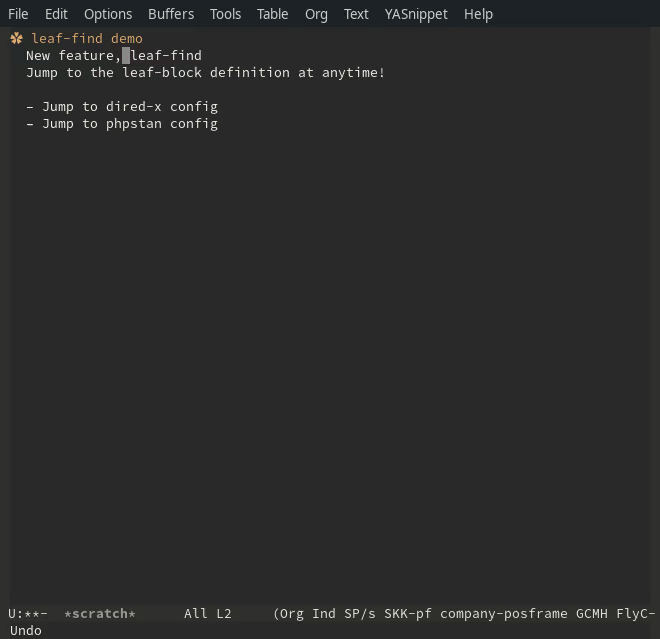 File Edit Options Buffers Tools Table Org Text YASnippet Help
✽ leaf-find demo
New feature, leaf-find
Jump to the leaf-block definition at anytime!
- Jump to dired-x config
- Jump to phpstan config
U:**- *scratch* All L2 (Org Ind SP/s SKK-pf company-posframe GCMH FlyC-
Undo